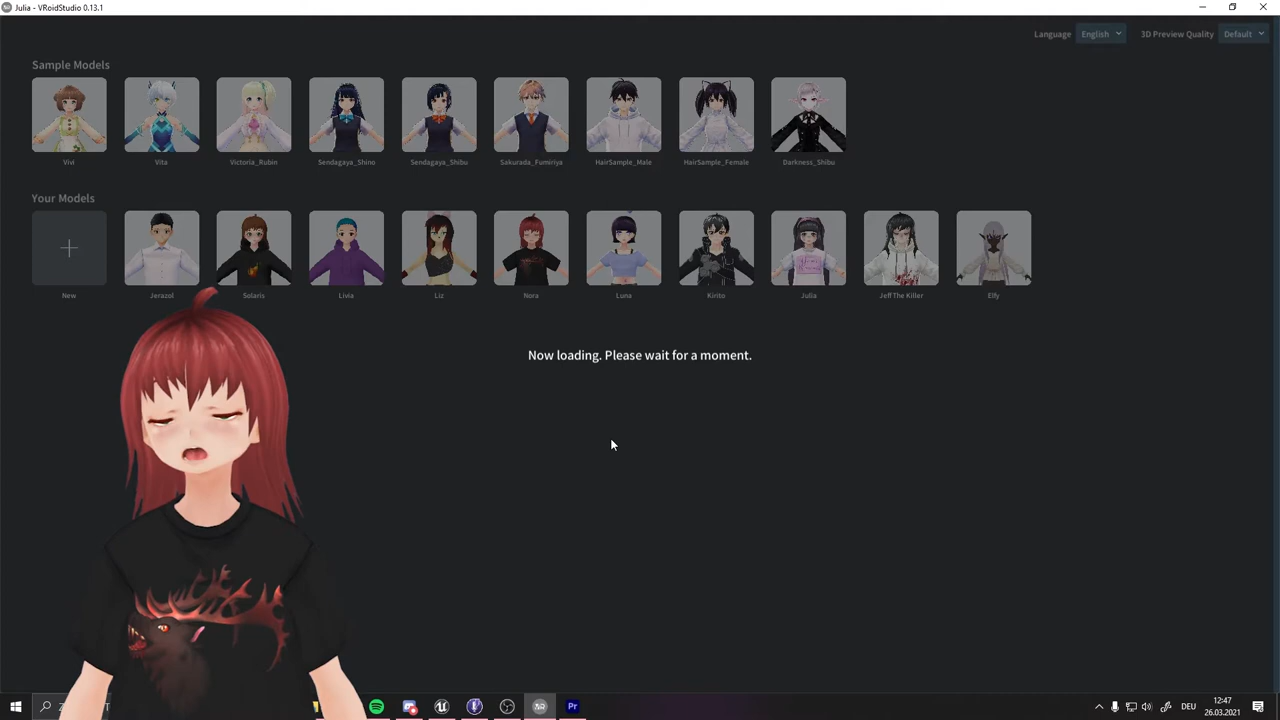 Julia - VRoidStudio 0.13.1
Language English 3D Preview Quality Default
Sample Models
Vivi Vita Victoria_Rubin Sendagaya_Shino Sendagaya_Shibu Sakurada_Fumiriya HairSample_Male HairSample_Female Darkness_Shibu
Your Models
New Jerazol Solaris Livia Liz Nora Luna Kirito Julia Jeff The Killer Elfy
Now loading. Please wait for a moment.
Z T Pr DEU 12:47
26.03.2021